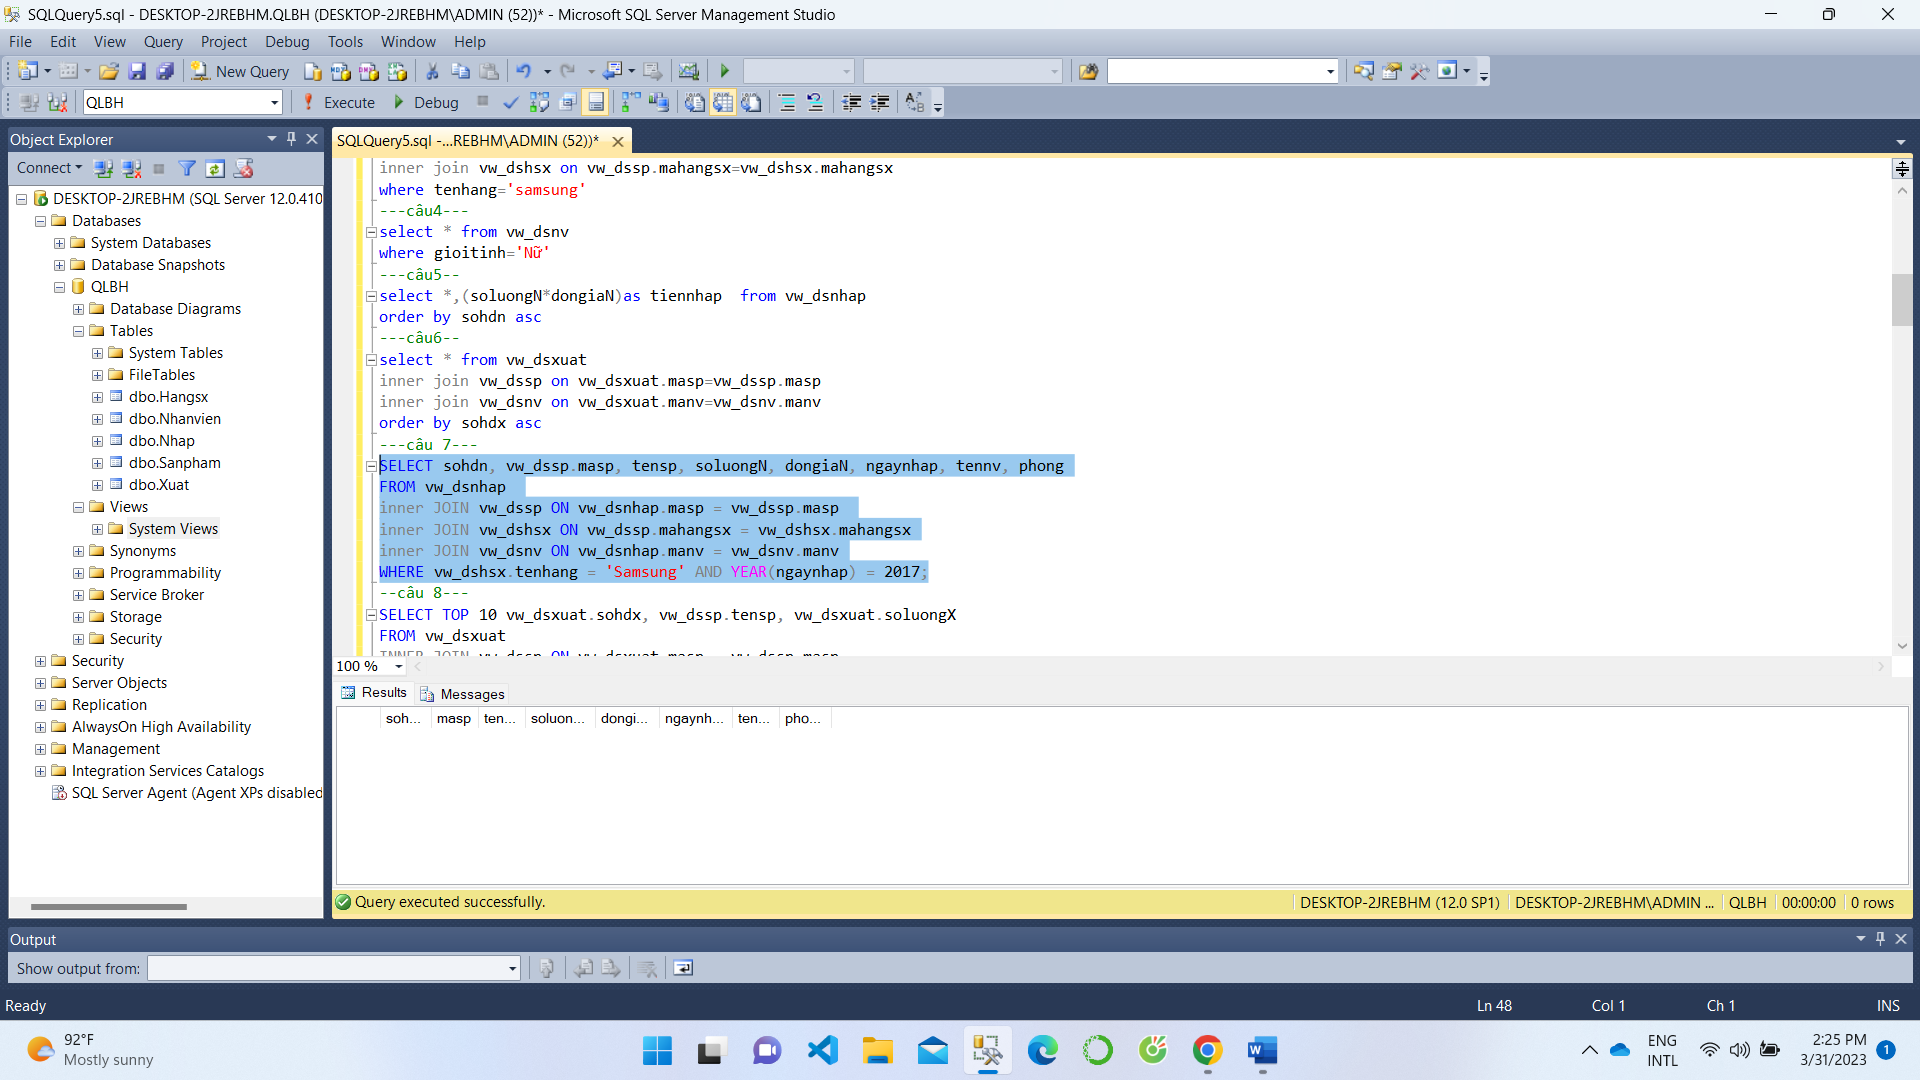 SQLQuery5.sql - DESKTOP-2JREBHM.QLBH (DESKTOP-2JREBHM\ADMIN (52))* - Microsoft SQL Server Management Studio
File Edit View Query Project Debug Tools Window Help
New Query
QLBH Execute Debug
Object Explorer
Connect
DESKTOP-2JREBHM (SQL Server 12.0.410
Databases
System Databases
Database Snapshots
QLBH
Database Diagrams
Tables
System Tables
FileTables
dbo.Hangsx
dbo.Nhanvien
dbo.Nhap
dbo.Sanpham
dbo.Xuat
Views
System Views
Synonyms
Programmability
Service Broker
Storage
Security
Security
Server Objects
Replication
AlwaysOn High Availability
Management
Integration Services Catalogs
SQL Server Agent (Agent XPs disabled
SQLQuery5.sql -...REBHM\ADMIN (52))*
inner join vw_dshsx on vw_dssp.mahangsx=vw_dshsx.mahangsx
where tenhang='samsung'
---câu4---
select * from vw_dsnv
where gioitinh='Nữ'
---câu5--
select *,(soluongN*dongiaN)as tiennhap  from vw_dsnhap
order by sohdn asc
---câu6--
select * from vw_dsxuat
inner join vw_dssp on vw_dsxuat.masp=vw_dssp.masp
inner join vw_dsnv on vw_dsxuat.manv=vw_dsnv.manv
order by sohdx asc
---câu 7---
SELECT sohdn, vw_dssp.masp, tensp, soluongN, dongiaN, ngaynhap, tennv, phong
FROM vw_dsnhap
inner JOIN vw_dssp ON vw_dsnhap.masp = vw_dssp.masp
inner JOIN vw_dshsx ON vw_dssp.mahangsx = vw_dshsx.mahangsx
inner JOIN vw_dsnv ON vw_dsnhap.manv = vw_dsnv.manv
WHERE vw_dshsx.tenhang = 'Samsung' AND YEAR(ngaynhap) = 2017;
--câu 8---
SELECT TOP 10 vw_dsxuat.sohdx, vw_dssp.tensp, vw_dsxuat.soluongX
FROM vw_dsxuat
INNER JOIN vw_dssp ON vw_dsxuat.masp = vw_dssp.masp
100 %
Results Messages
soh... masp ten... soluon... dongi... ngaynh... ten... pho...
Query executed successfully. DESKTOP-2JREBHM (12.0 SP1) DESKTOP-2JREBHM\ADMIN ... QLBH 00:00:00 0 rows
Output
Show output from:
Ready Ln 48 Col 1 Ch 1 INS
92°F
Mostly sunny
ENG
INTL
2:25 PM
3/31/2023
1